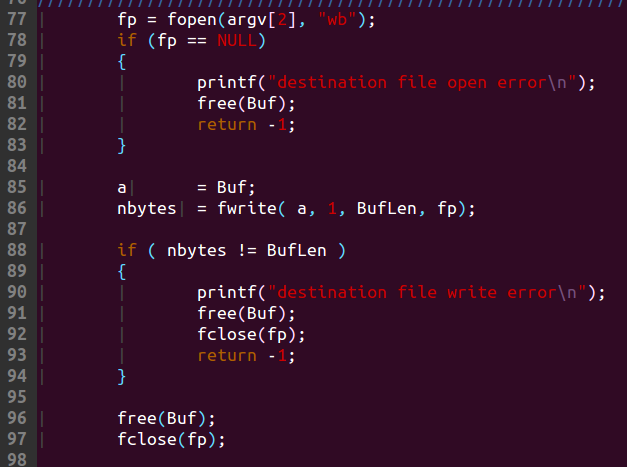 76 ////////////////////////////////////////////////////////////
77 fp = fopen(argv[2], "wb");
78 if (fp == NULL)
79 {
80 printf("destination file open error\n");
81 free(Buf);
82 return -1;
83 }
84
85 a = Buf;
86 nbytes = fwrite( a, 1, BufLen, fp);
87
88 if ( nbytes != BufLen )
89 {
90 printf("destination file write error\n");
91 free(Buf);
92 fclose(fp);
93 return -1;
94 }
95
96 free(Buf);
97 fclose(fp);
98